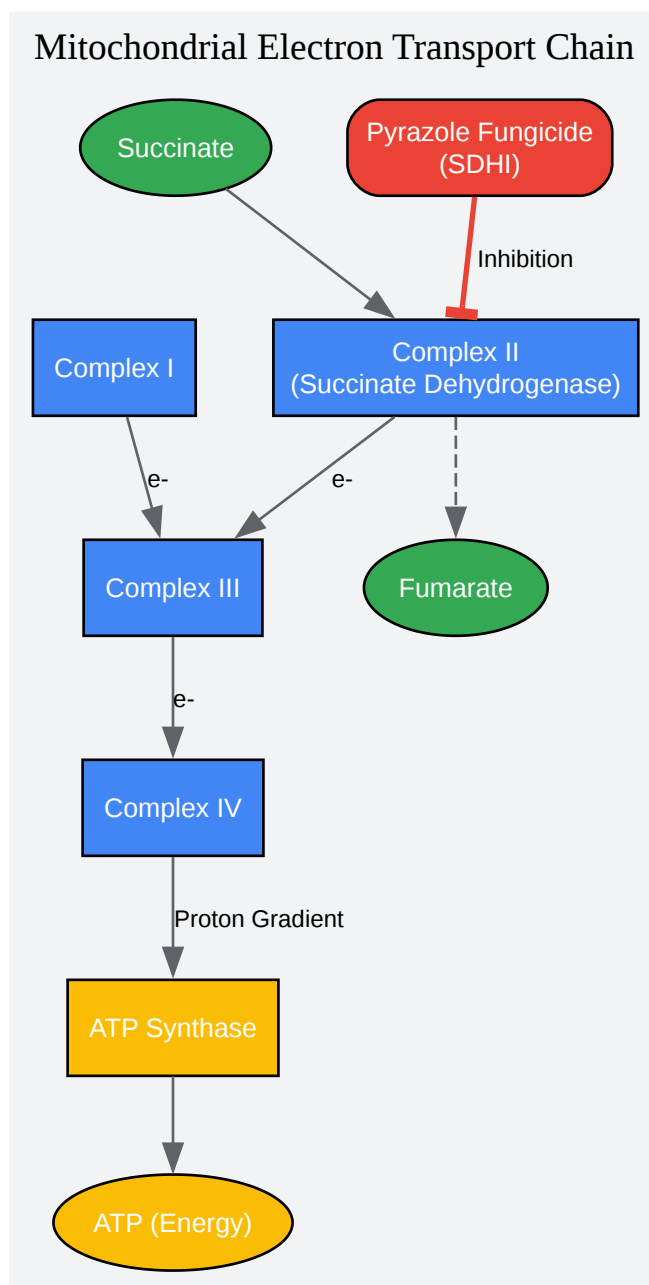 Mitochondrial Electron Transport Chain
Succinate
Pyrazole Fungicide
(SDHI)
Inhibition
Complex I
Complex II
(Succinate Dehydrogenase)
e-
e-
Complex III
Fumarate
e-
Complex IV
Proton Gradient
ATP Synthase
ATP (Energy)